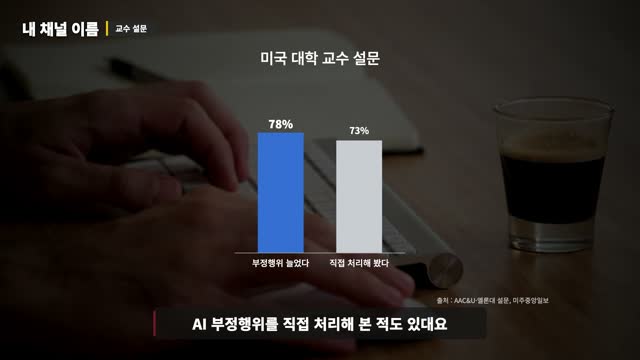 내 채널 이름 교수 설문
미국 대학 교수 설문
78% 73%
부정행위 늘었다 직접 처리해 봤다
출처 : AAC&U·엘론대 설문, 미주중앙일보
AI 부정행위를 직접 처리해 본 적도 있대요